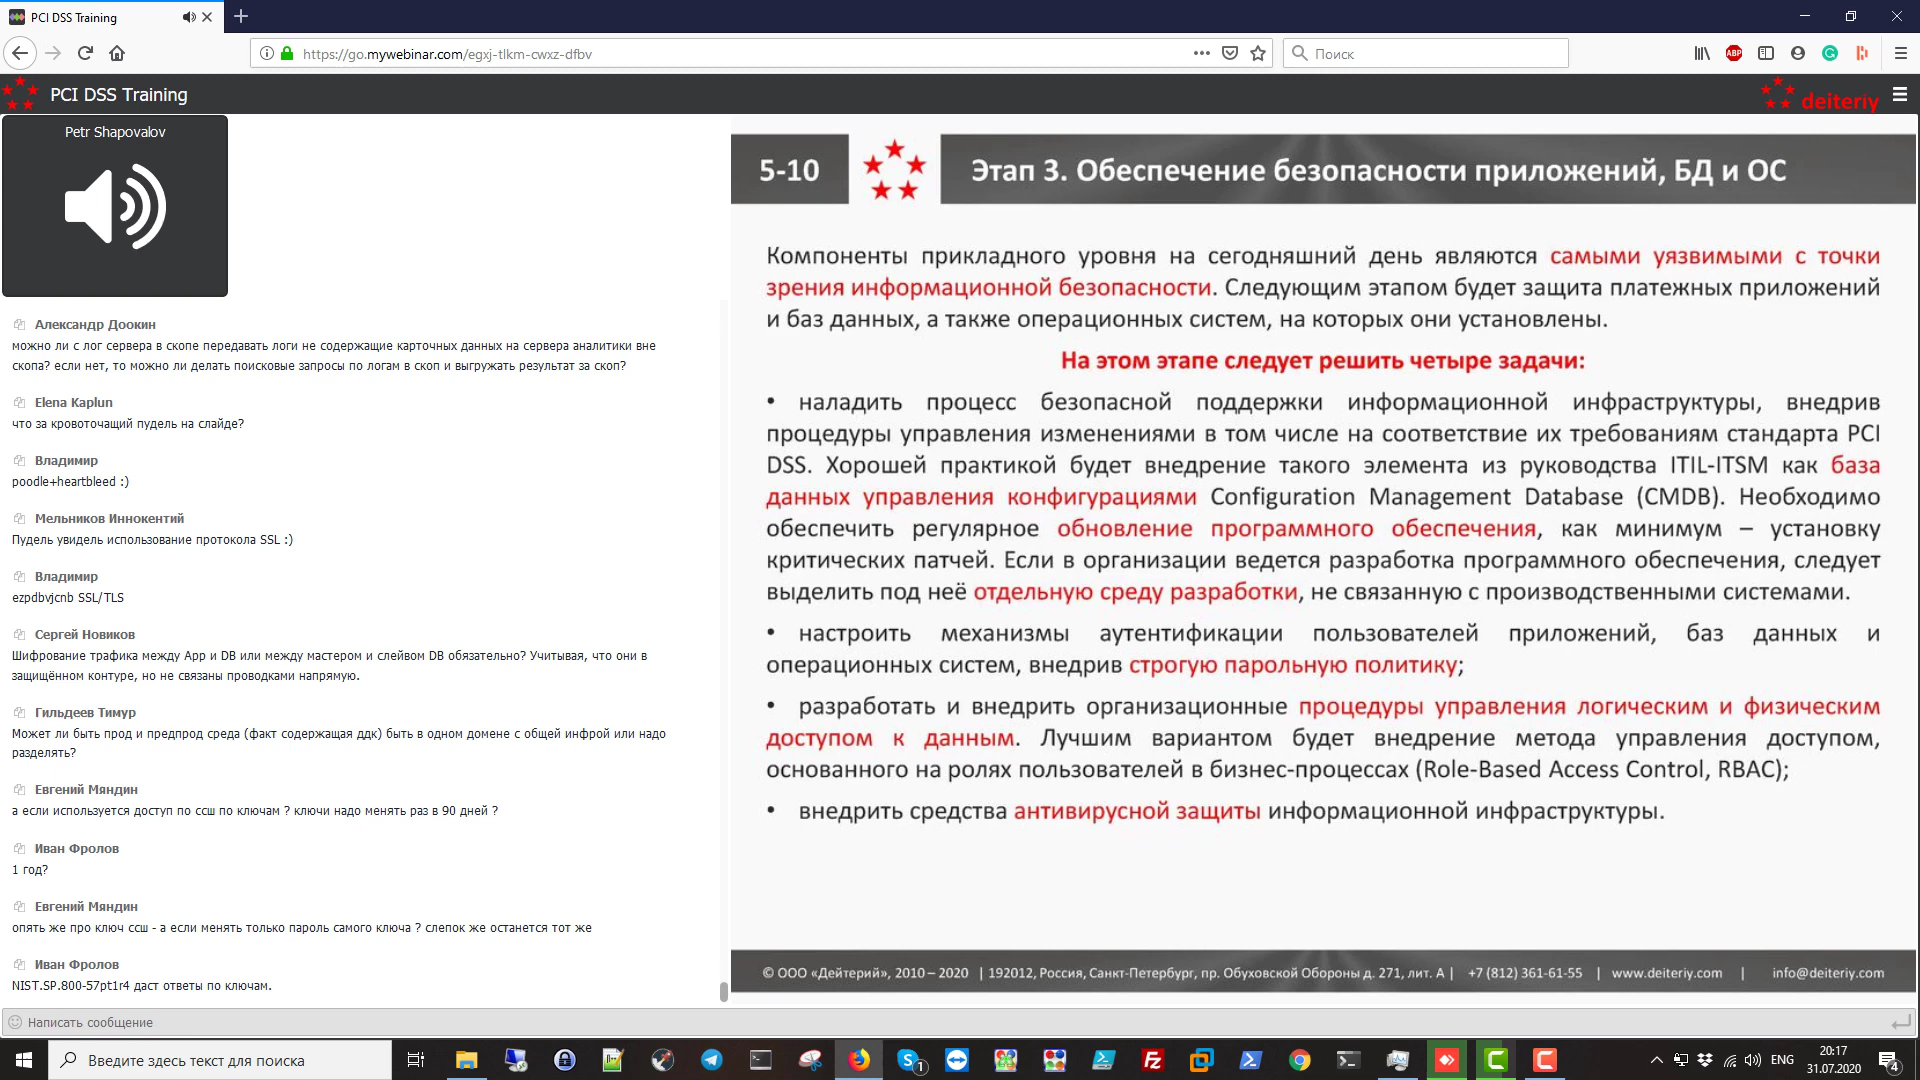 PCI DSS Training
https://go.mywebinar.com/egxj-tlkm-cwxz-dfbv
Поиск
ABP
PCI DSS Training
deiteriy
Petr Shapovalov
Александр Доокин
можно ли с лог сервера в скопе передавать логи не содержащие карточных данных на сервера аналитики вне
скопа? если нет, то можно ли делать поисковые запросы по логам в скоп и выгружать результат за скоп?
Elena Kaplun
что за кровоточащий пудель на слайде?
Владимир
poodle+heartbleed :)
Мельников Иннокентий
Пудель увидель использование протокола SSL :)
Владимир
ezpdbvjcnb SSL/TLS
Сергей Новиков
Шифрование трафика между App и DB или между мастером и слейвом DB обязательно? Учитывая, что они в
защищённом контуре, но не связаны проводками напрямую.
Гильдеев Тимур
Может ли быть прод и предпрод среда (факт содержащая ддк) быть в одном домене с общей инфрой или надо
разделять?
Евгений Мяндин
а если используется доступ по ссш по ключам ? ключи надо менять раз в 90 дней ?
Иван Фролов
1 год?
Евгений Мяндин
опять же про ключ ссш - а если менять только пароль самого ключа ? слепок же останется тот же
Иван Фролов
NIST.SP.800-57pt1r4 даст ответы по ключам.
Написать сообщение
5-10
Этап 3. Обеспечение безопасности приложений, БД и ОС
Компоненты прикладного уровня на сегодняшний день являются самыми уязвимыми с точки
зрения информационной безопасности. Следующим этапом будет защита платежных приложений
и баз данных, а также операционных систем, на которых они установлены.
На этом этапе следует решить четыре задачи:
• наладить процесс безопасной поддержки информационной инфраструктуры, внедрив
процедуры управления изменениями в том числе на соответствие их требованиям стандарта PCI
DSS. Хорошей практикой будет внедрение такого элемента из руководства ITIL-ITSM как база
данных управления конфигурациями Configuration Management Database (CMDB). Необходимо
обеспечить регулярное обновление программного обеспечения, как минимум – установку
критических патчей. Если в организации ведется разработка программного обеспечения, следует
выделить под неё отдельную среду разработки, не связанную с производственными системами.
• настроить механизмы аутентификации пользователей приложений, баз данных и
операционных систем, внедрив строгую парольную политику;
• разработать и внедрить организационные процедуры управления логическим и физическим
доступом к данным. Лучшим вариантом будет внедрение метода управления доступом,
основанного на ролях пользователей в бизнес-процессах (Role-Based Access Control, RBAC);
• внедрить средства антивирусной защиты информационной инфраструктуры.
© ООО «Дейтерий», 2010 – 2020 | 192012, Россия, Санкт-Петербург, пр. Обуховской Обороны д. 271, лит. А | +7 (812) 361-61-55 | www.deiteriy.com | info@deiteriy.com
Введите здесь текст для поиска
ENG
20:17
31.07.2020
4